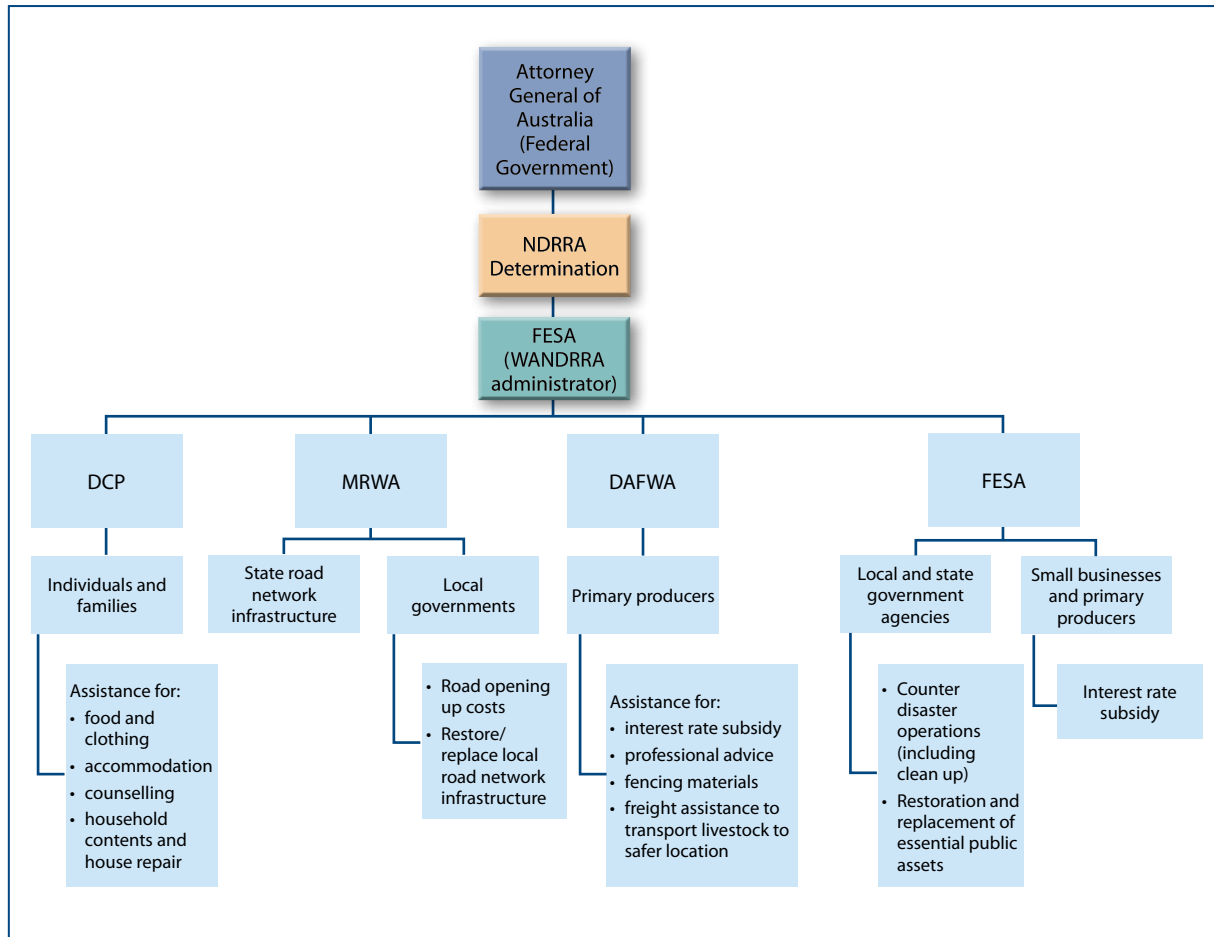 Attorney
General of
Australia
(Federal
Government)
NDRRA
Determination
FESA
(WANDRRA
administrator)
DCP
MRWA
DAFWA
FESA
Individuals and
families
State road
network
infrastructure
Local
governments
Primary producers
Local and state
government
agencies
Small businesses
and primary
producers
Assistance for:
• food and
clothing
• accommodation
• counselling
• household
contents and
house repair
• Road opening
up costs
• Restore/
replace local
road network
infrastructure
Assistance for:
• interest rate subsidy
• professional advice
• fencing materials
• freight assistance to
transport livestock to
safer location
• Counter
disaster
operations
(including
clean up)
• Restoration and
replacement of
essential public
assets
Interest rate
subsidy